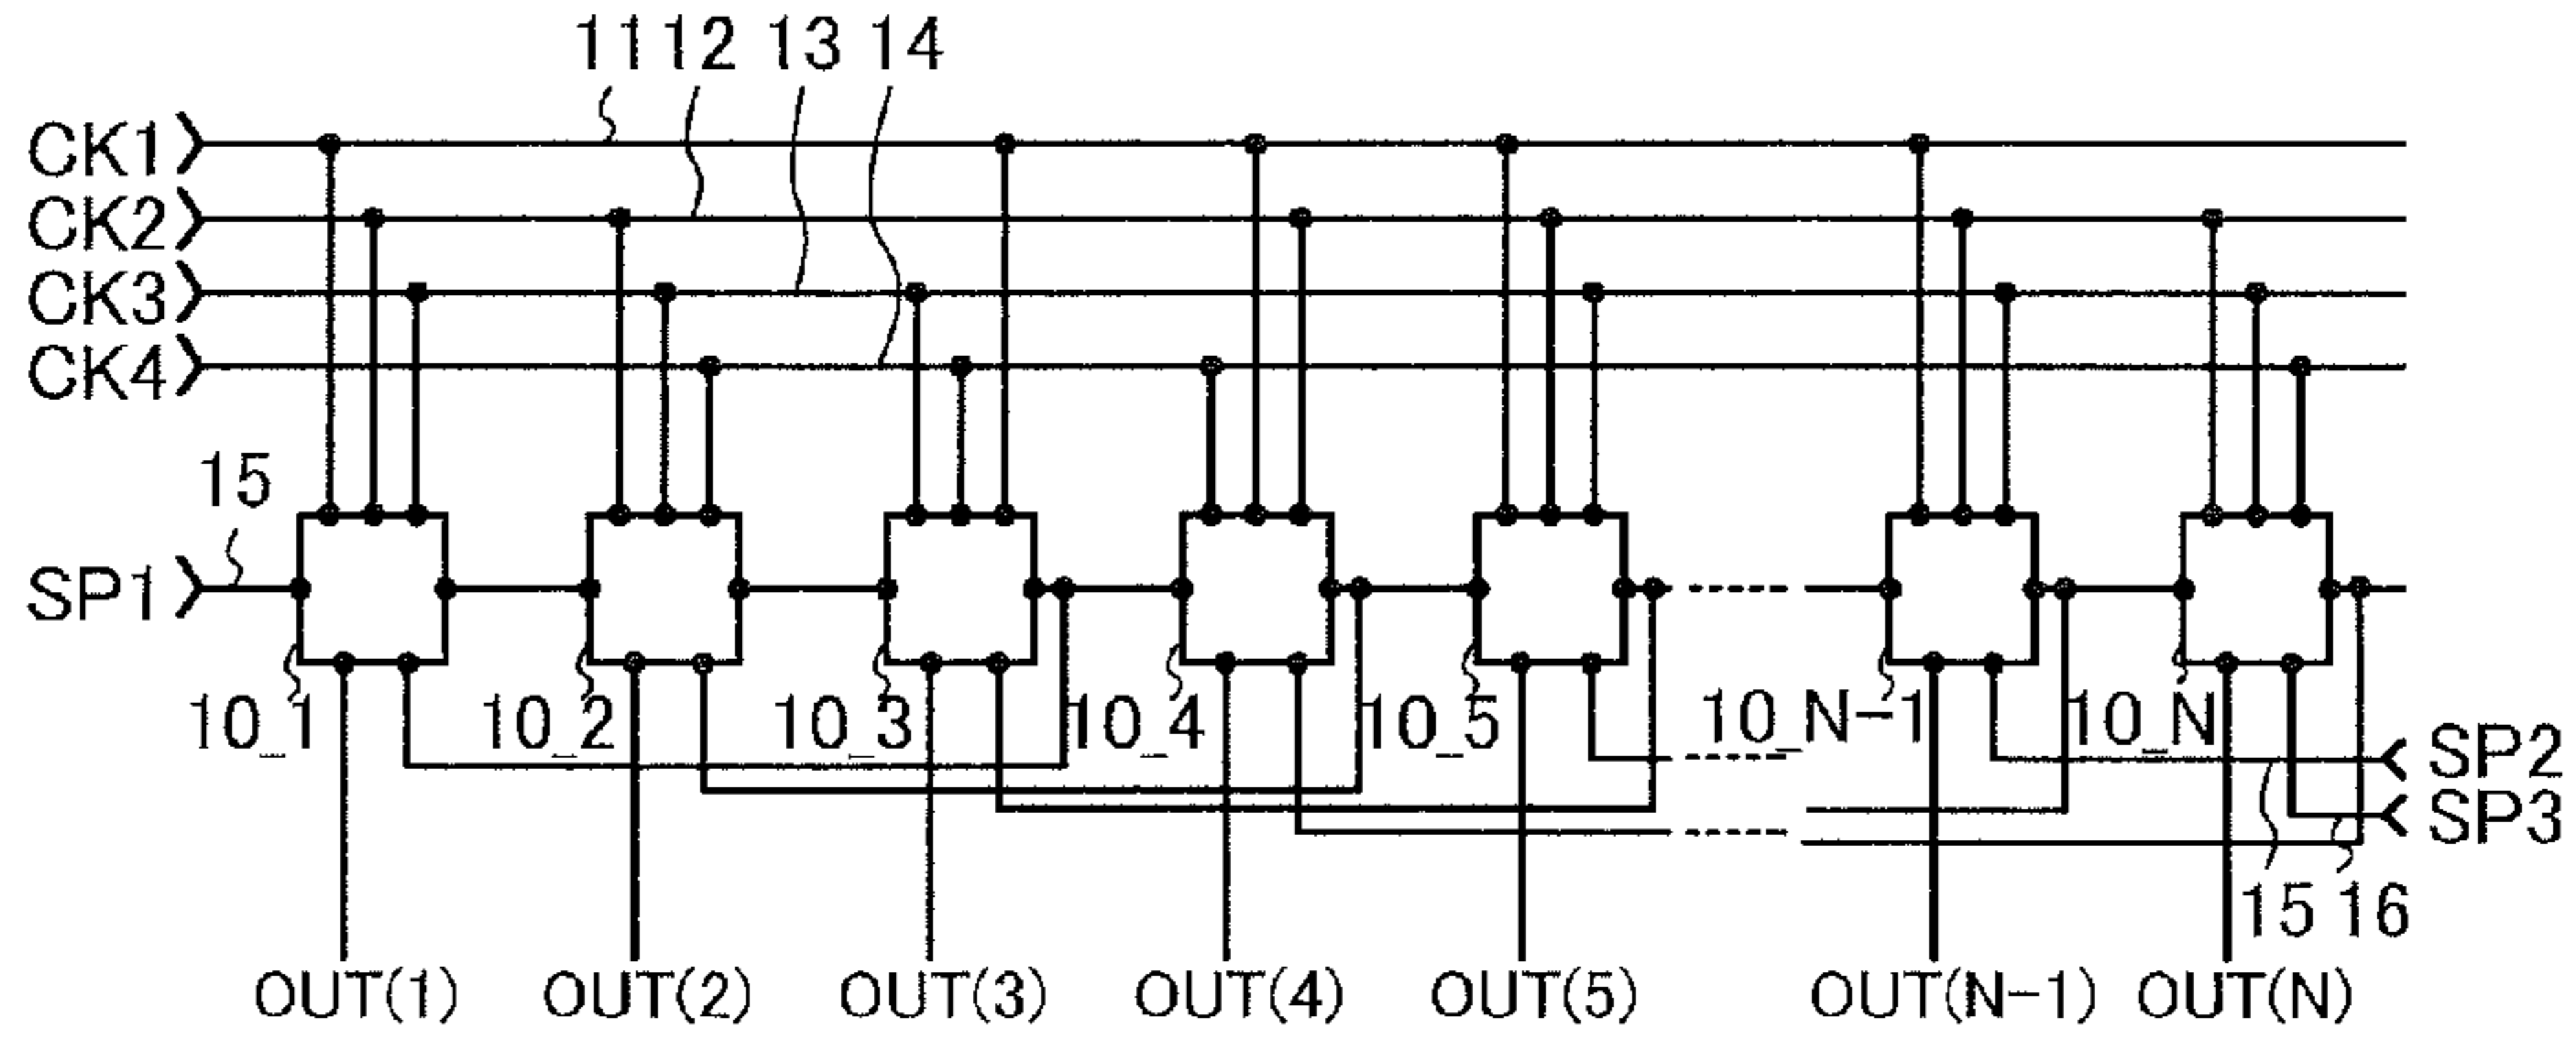 11 12 13 14
CK1
CK2
CK3
CK4
15
SP1
10_1 10_2 10_3 10_4 10_5 10_N-1 10_N
SP2
SP3
15 16
OUT(1) OUT(2) OUT(3) OUT(4) OUT(5) OUT(N-1) OUT(N)